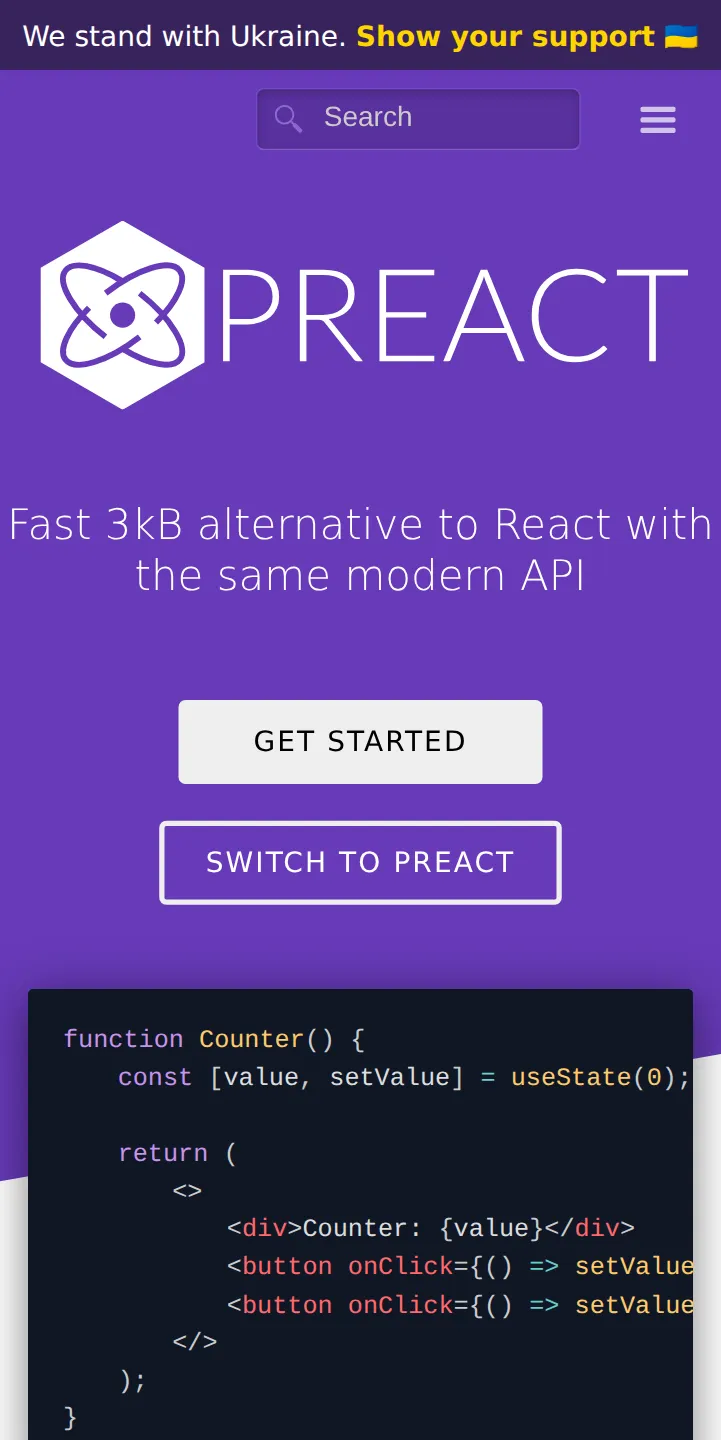 We stand with Ukraine. Show your support 🇺🇦
Search
PREACT
Fast 3kB alternative to React with
the same modern API
GET STARTED
SWITCH TO PREACT
function Counter() {
const [value, setValue] = useState(0);
return (
<>
<div>Counter: {value}</div>
<button onClick={() => setValue
<button onClick={() => setValue
</>
);
}